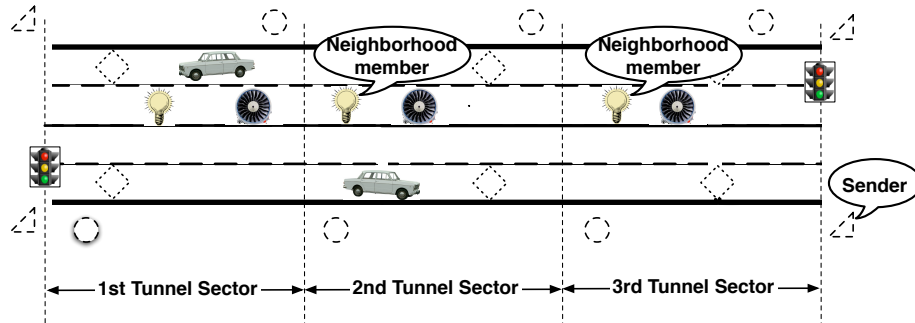 Neighborhood
member
Neighborhood
member
Sender
1st Tunnel Sector
2nd Tunnel Sector
3rd Tunnel Sector